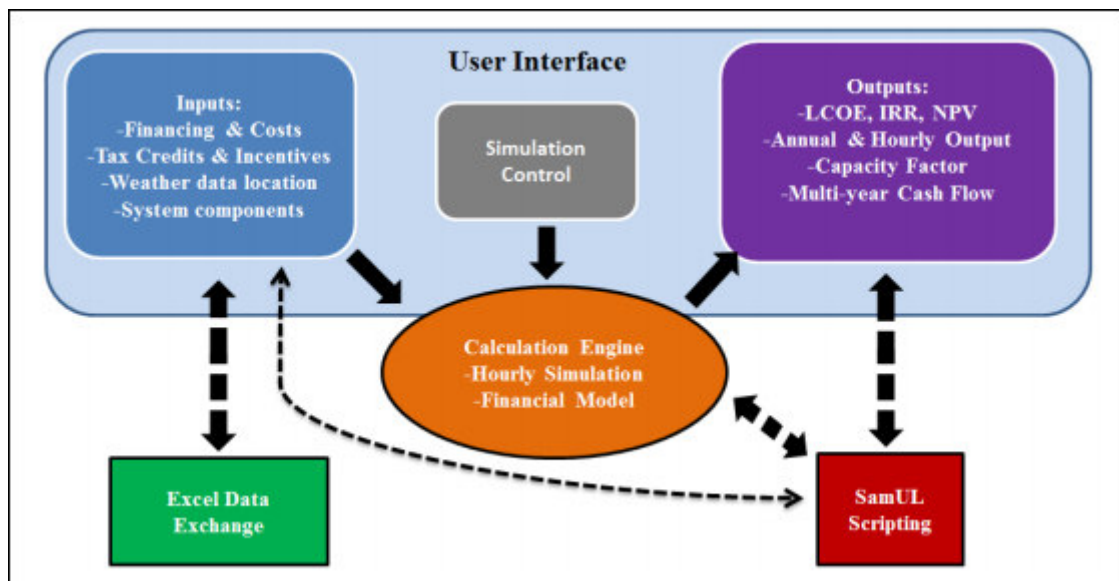 User Interface
Inputs:
-Financing & Costs
-Tax Credits & Incentives
-Weather data location
-System components
Simulation
Control
Outputs:
-LCOE, IRR, NPV
-Annual & Hourly Output
-Capacity Factor
-Multi-year Cash Flow
Calculation Engine
-Hourly Simulation
-Financial Model
Excel Data
Exchange
SamUL
Scripting